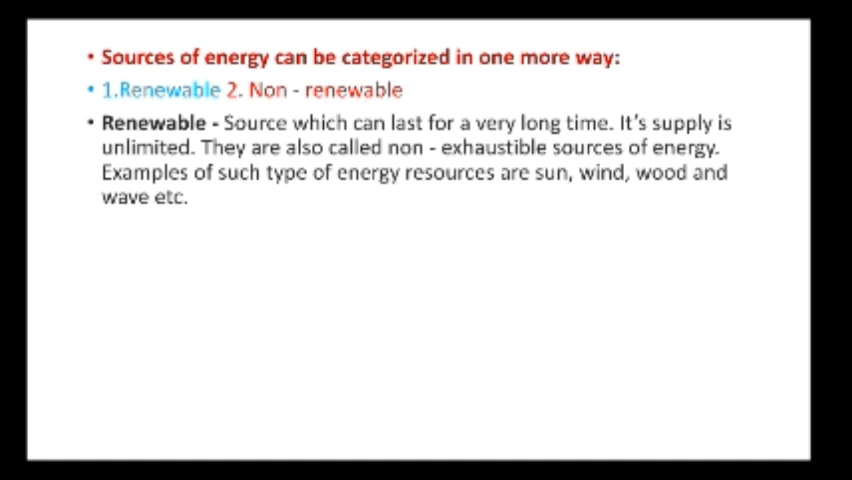 • Sources of energy can be categorized in one more way:
• 1.Renewable 2. Non - renewable
• Renewable - Source which can last for a very long time. It's supply is
unlimited. They are also called non - exhaustible sources of energy.
Examples of such type of energy resources are sun, wind, wood and
wave etc.